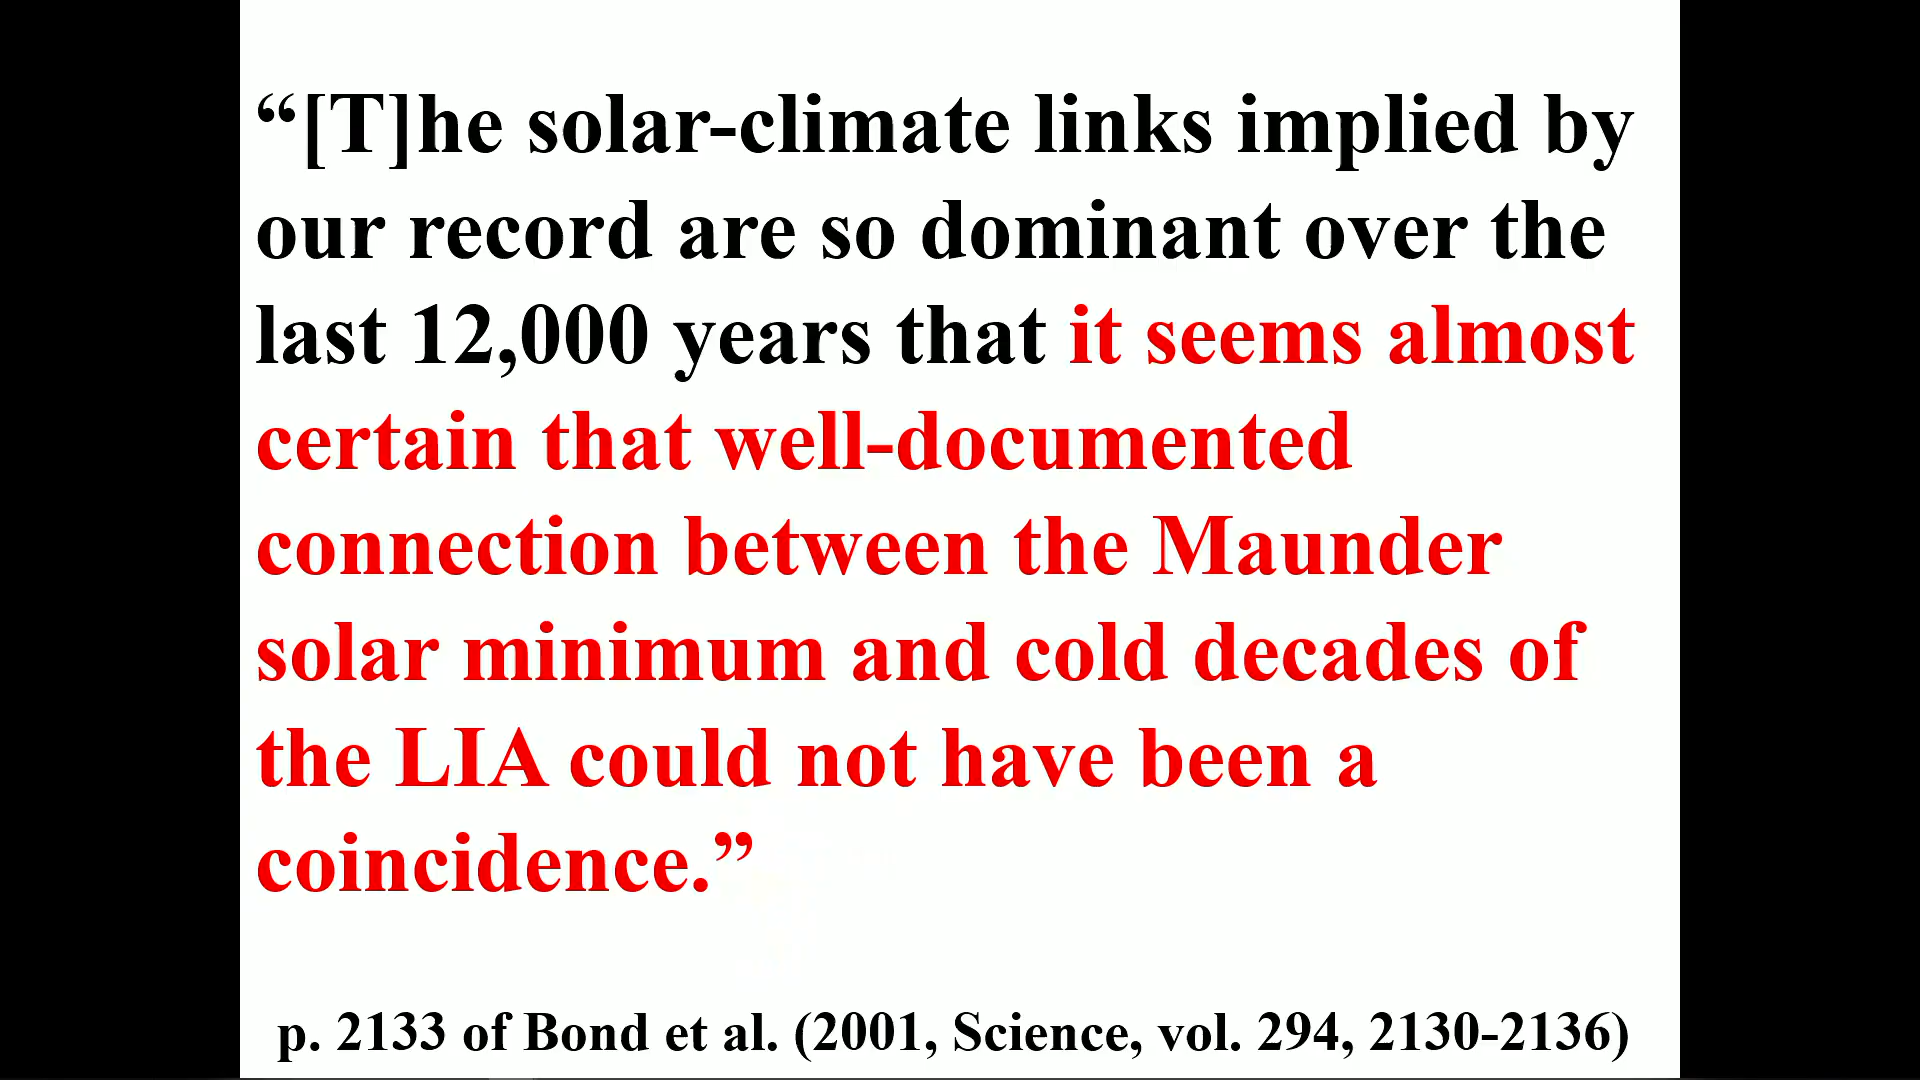 “[T]he solar-climate links implied by
our record are so dominant over the
last 12,000 years that it seems almost
certain that well-documented
connection between the Maunder
solar minimum and cold decades of
the LIA could not have been a
coincidence.”
p. 2133 of Bond et al. (2001, Science, vol. 294, 2130-2136)